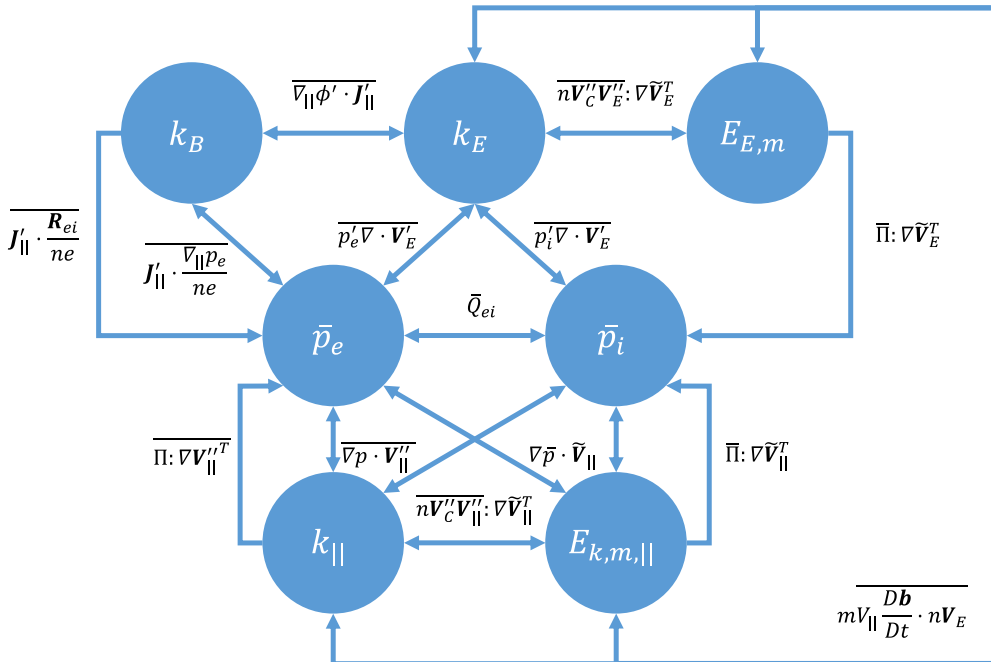 $\overline{\nabla_{||}\phi' \cdot \boldsymbol{J}'_{||}}$
$\overline{n\boldsymbol{V}''_C\boldsymbol{V}''_E}: \nabla\widetilde{\boldsymbol{V}}^T_E$
$k_B$
$k_E$
$E_{E,m}$
$\overline{\boldsymbol{J}'_{||} \cdot \frac{\boldsymbol{R}_{ei}}{ne}}$
$\overline{\boldsymbol{J}'_{||} \cdot \frac{\nabla_{||}p_e}{ne}}$
$\overline{p'_e\nabla \cdot \boldsymbol{V}'_E}$
$\overline{p'_i\nabla \cdot \boldsymbol{V}'_E}$
$\overline{\Pi}: \nabla\widetilde{\boldsymbol{V}}^T_E$
$\bar{Q}_{ei}$
$\bar{p}_e$
$\bar{p}_i$
$\overline{\Pi: \nabla\boldsymbol{V}''^T_{||}}$
$\overline{\nabla p \cdot \boldsymbol{V}''_{||}}$
$\nabla\bar{p} \cdot \widetilde{\boldsymbol{V}}_{||}$
$\overline{\Pi}: \nabla\widetilde{\boldsymbol{V}}^T_{||}$
$\overline{n\boldsymbol{V}''_C\boldsymbol{V}''_{||}}: \nabla\widetilde{\boldsymbol{V}}^T_{||}$
$k_{||}$
$E_{k,m,||}$
$\overline{mV_{||}\frac{D\boldsymbol{b}}{Dt} \cdot n\boldsymbol{V}_E}$